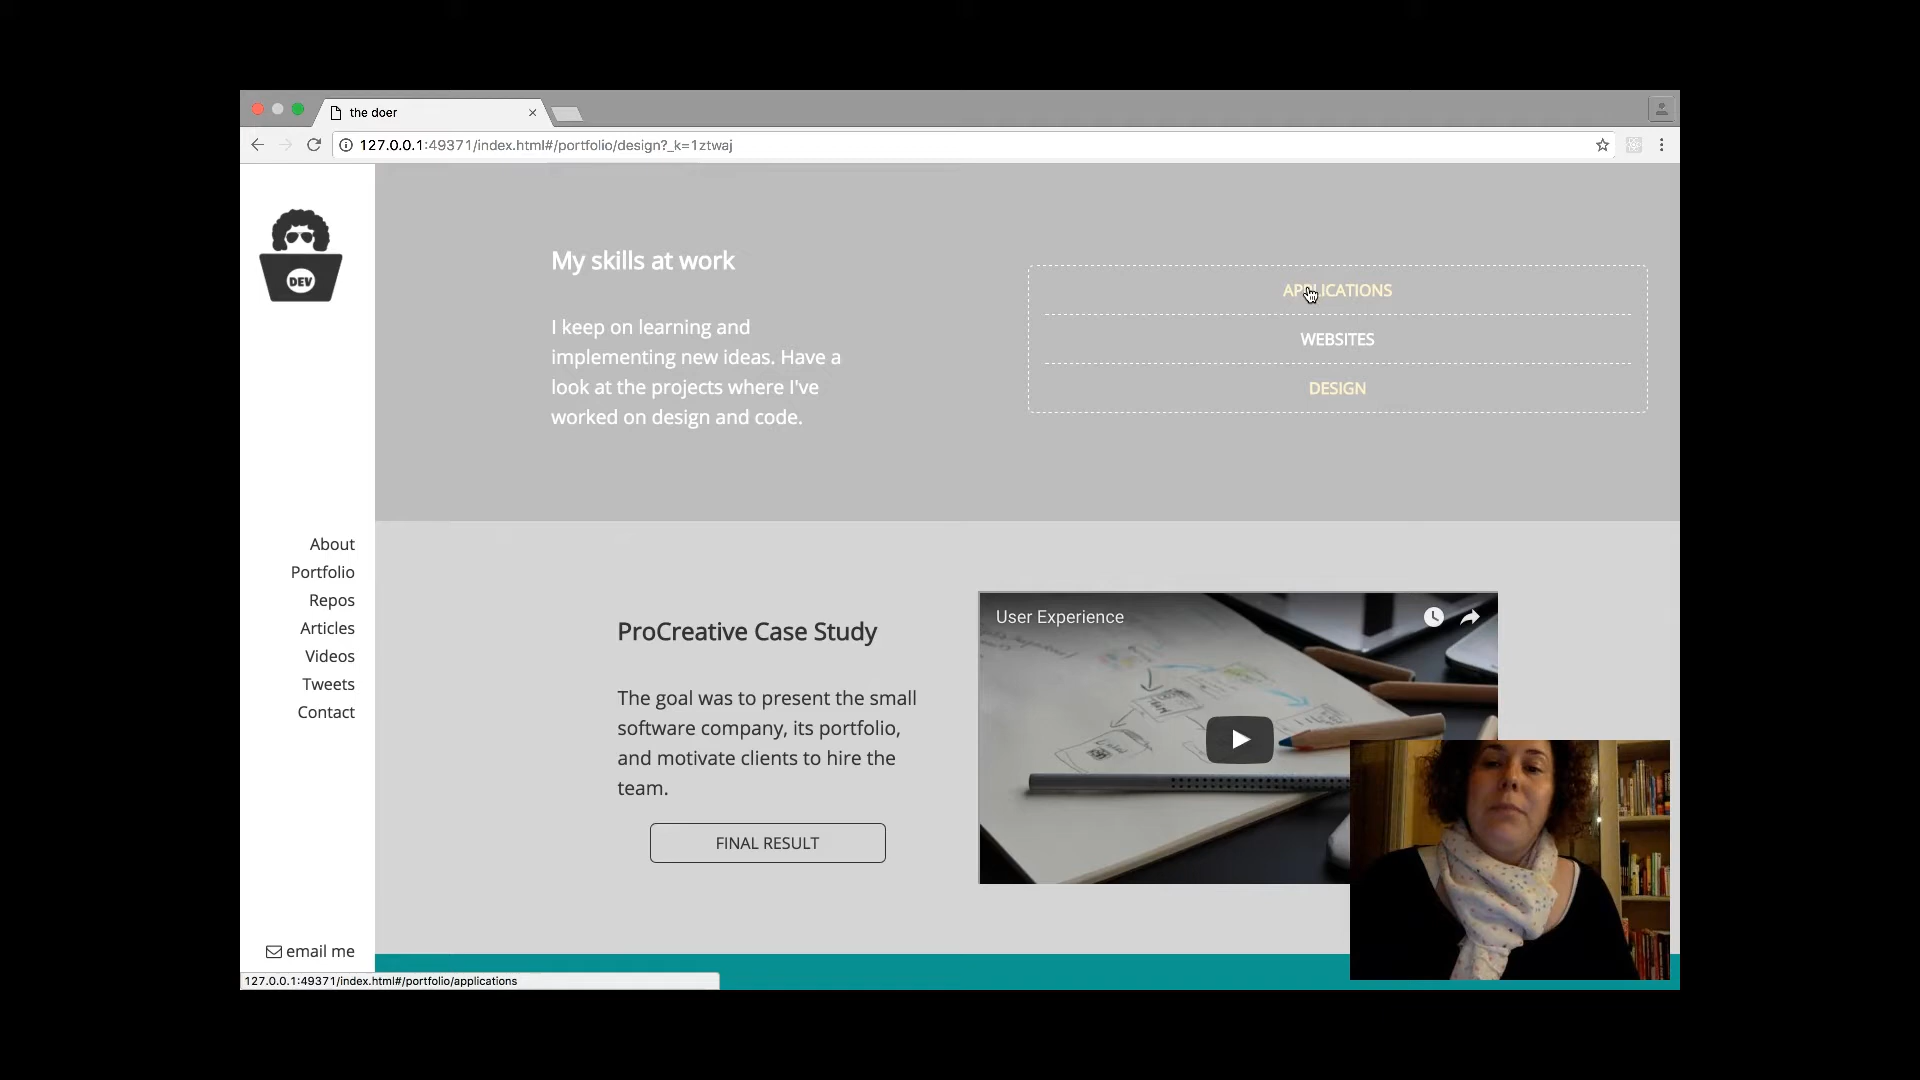 the doer
127.0.0.1:49371/index.html#/portfolio/design?_k=1ztwaj
DEV
My skills at work
I keep on learning and
implementing new ideas. Have a
look at the projects where I've
worked on design and code.
APPLICATIONS
WEBSITES
DESIGN
About
Portfolio
Repos
Articles
Videos
Tweets
Contact
email me
ProCreative Case Study
The goal was to present the small
software company, its portfolio,
and motivate clients to hire the
team.
FINAL RESULT
User Experience
127.0.0.1:49371/index.html#/portfolio/applications